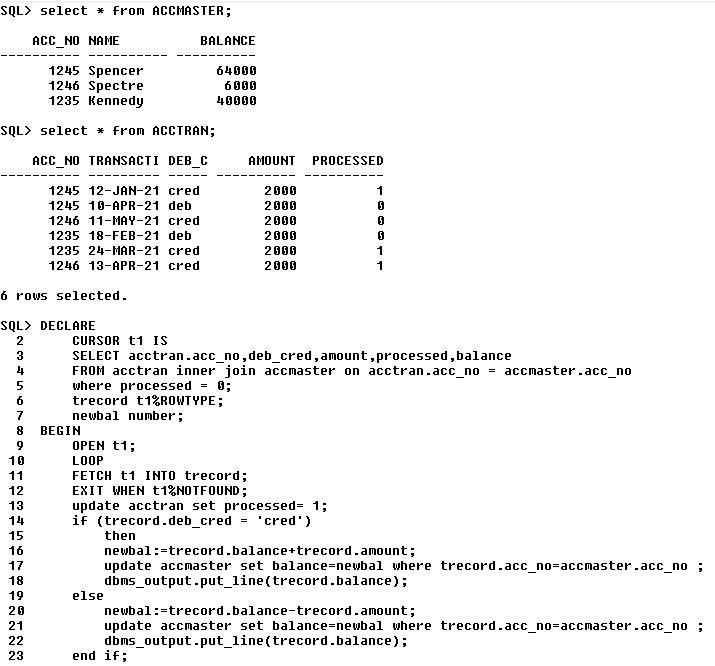 SQL> select * from ACCMASTER;
ACC_NO NAME BALANCE
---------- ---------- ----------
1245 Spencer 64000
1246 Spectre 6000
1235 Kennedy 40000
SQL> select * from ACCTRAN;
ACC_NO TRANSACTI DEB_C AMOUNT PROCESSED
---------- --------- ----- ---------- ----------
1245 12-JAN-21 cred 2000 1
1245 10-APR-21 deb 2000 0
1246 11-MAY-21 cred 2000 0
1235 18-FEB-21 deb 2000 0
1235 24-MAR-21 cred 2000 1
1246 13-APR-21 cred 2000 1
6 rows selected.
SQL> DECLARE
2 CURSOR t1 IS
3 SELECT acctran.acc_no,deb_cred,amount,processed,balance
4 FROM acctran inner join accmaster on acctran.acc_no = accmaster.acc_no
5 where processed = 0;
6 trecord t1%ROWTYPE;
7 newbal number;
8 BEGIN
9 OPEN t1;
10 LOOP
11 FETCH t1 INTO trecord;
12 EXIT WHEN t1%NOTFOUND;
13 update acctran set processed= 1;
14 if (trecord.deb_cred = 'cred')
15 then
16 newbal:=trecord.balance+trecord.amount;
17 update accmaster set balance=newbal where trecord.acc_no=accmaster.acc_no ;
18 dbms_output.put_line(trecord.balance);
19 else
20 newbal:=trecord.balance-trecord.amount;
21 update accmaster set balance=newbal where trecord.acc_no=accmaster.acc_no ;
22 dbms_output.put_line(trecord.balance);
23 end if;